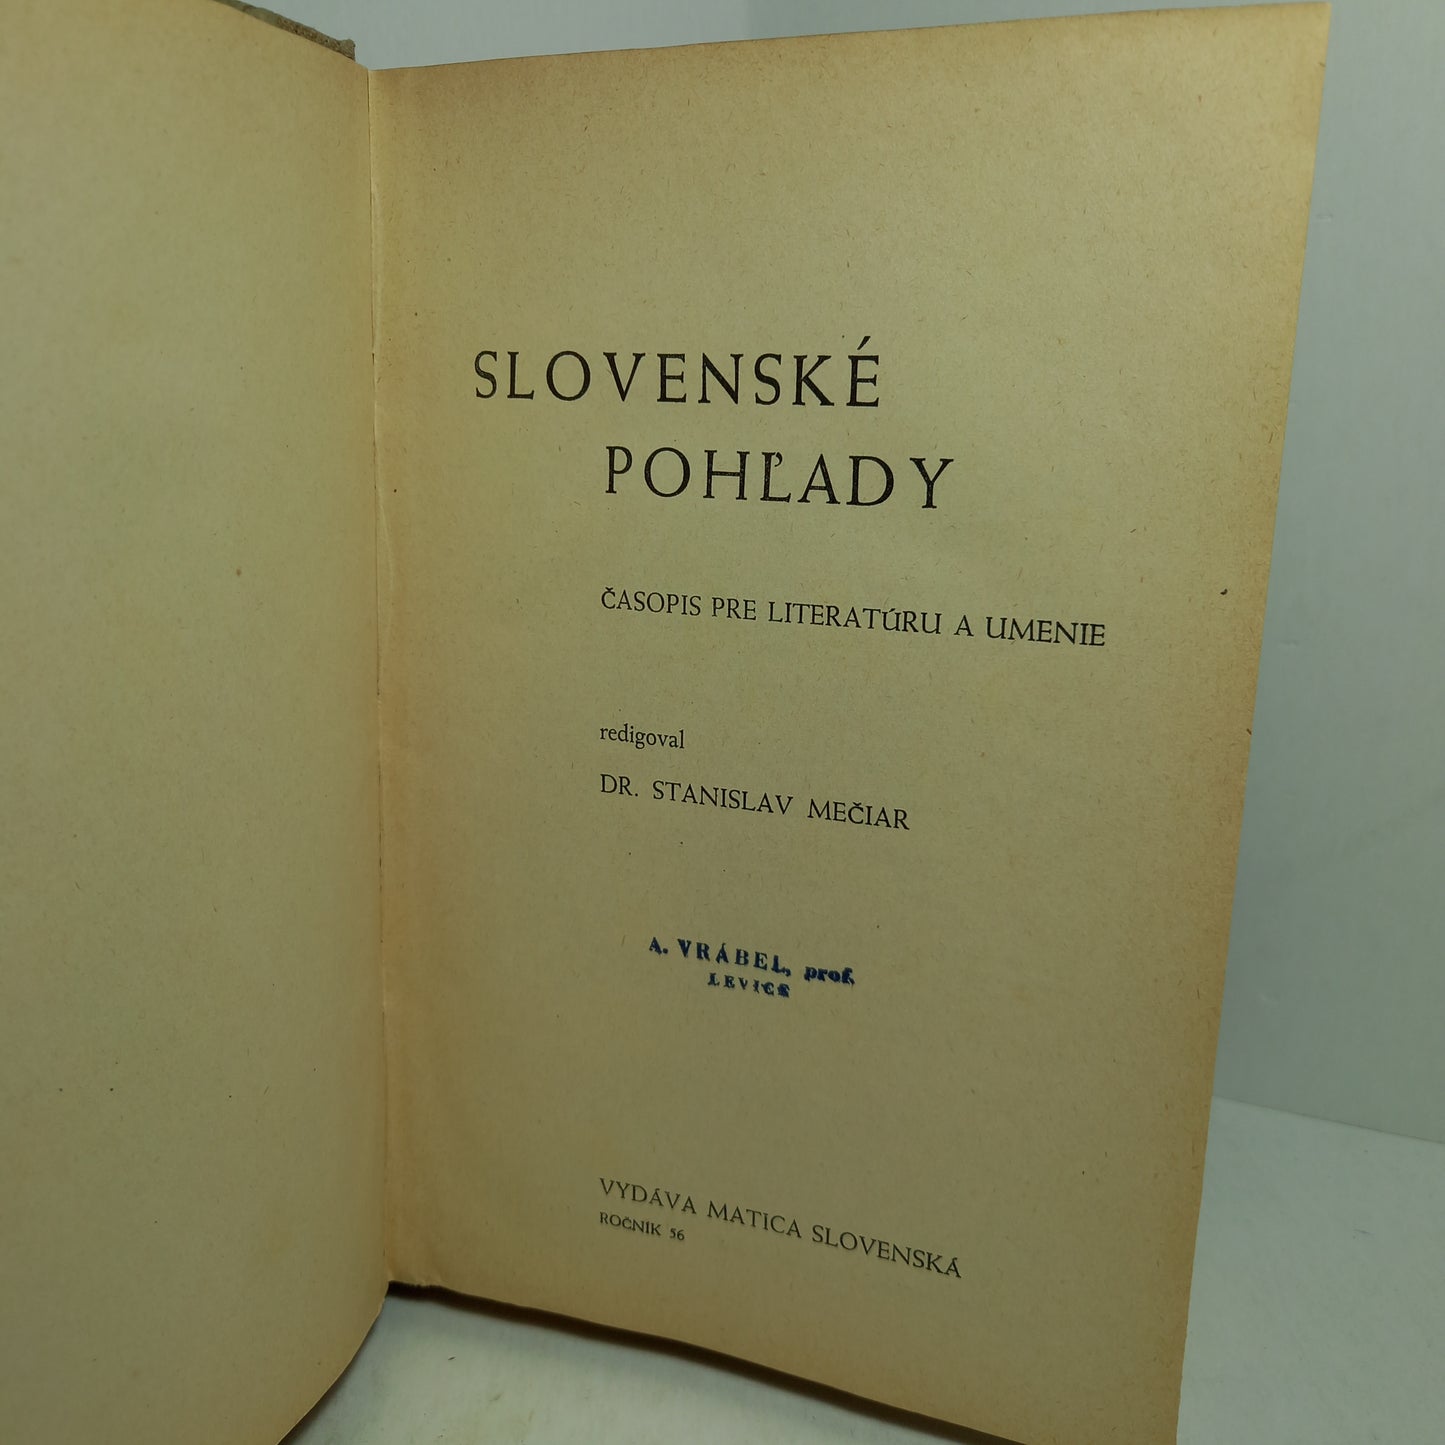 SLOVENSKÉ
POHĽADY
ČASOPIS PRE LITERATÚRU A UMENIE
redigoval
DR. STANISLAV MEČIAR
A. VRÁBEL, prof.
LEVICE
VYDÁVA MATICA SLOVENSKÁ
ROČNÍK 56